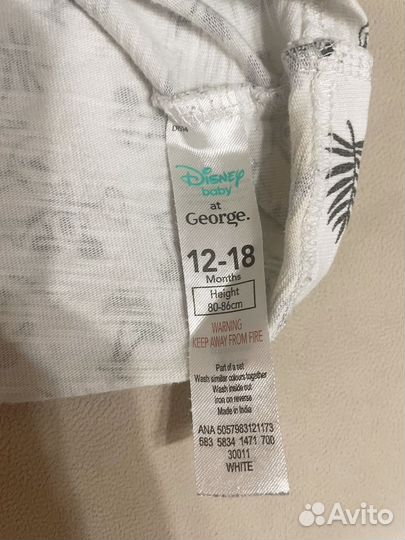 Disney
baby
at
George.
12-18
Months
Height
80-86cm
WARNING
KEEP AWAY FROM FIRE
Part of a set
Wash similar colours together
Wash inside out
iron on reverse
Made in India
ANA 5057983121173
683 5834 1471 700
30011
WHITE
Avito